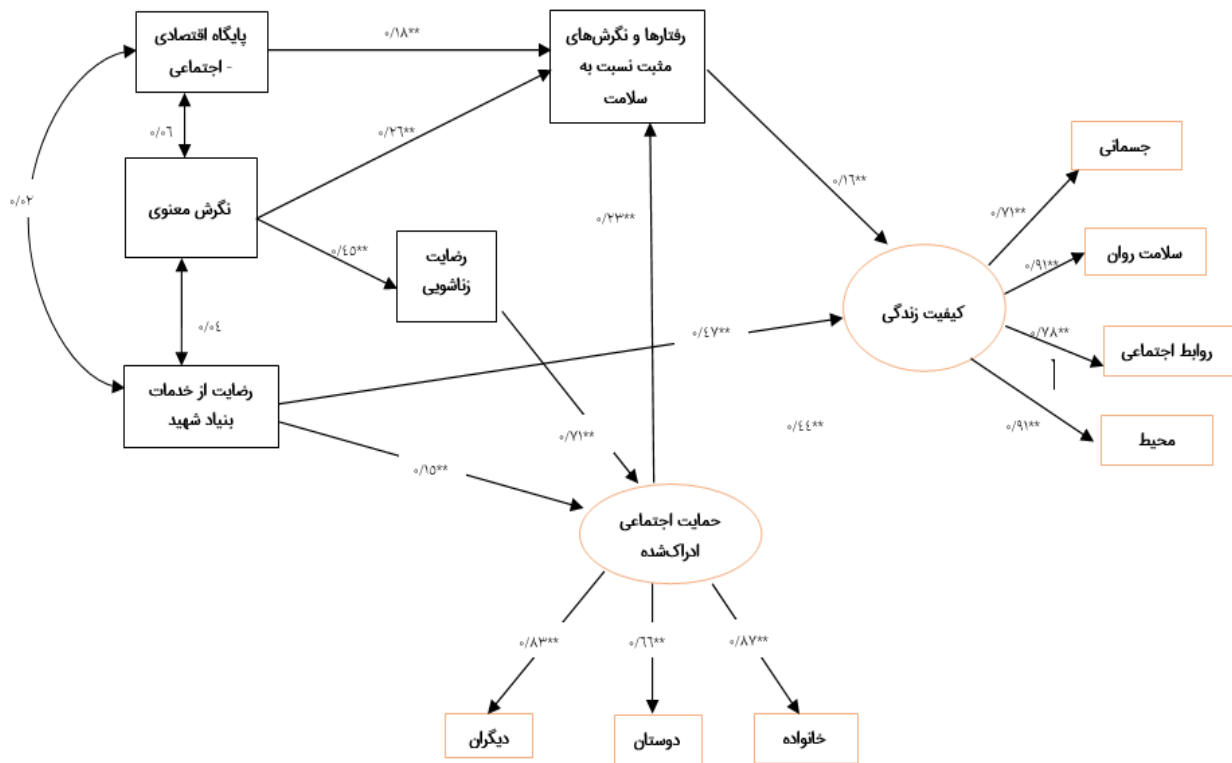 پایگاه اقتصادی
- اجتماعی
۰/۱۸**
رفتارها و نگرش‌های
مثبت نسبت به
سلامت
۰/۰۶
۰/۲۶**
جسمانی
۰/۰۲
نگرش معنوی
۰/۱۶**
۰/۷۱**
۰/۲۳**
۰/۴۵**
رضایت
زناشویی
۰/۹۱**
سلامت روان
کیفیت زندگی
۰/۰۴
۰/۴۷**
۰/۷۸**
روابط اجتماعی
رضایت از خدمات
بنیاد شهید
۰/۷۱**
۰/۴۴**
۰/۹۱**
محیط
۰/۱۵**
حمایت اجتماعی
ادراک‌شده
۰/۸۳**
۰/۶۶**
۰/۸۷**
دیگران
دوستان
خانواده